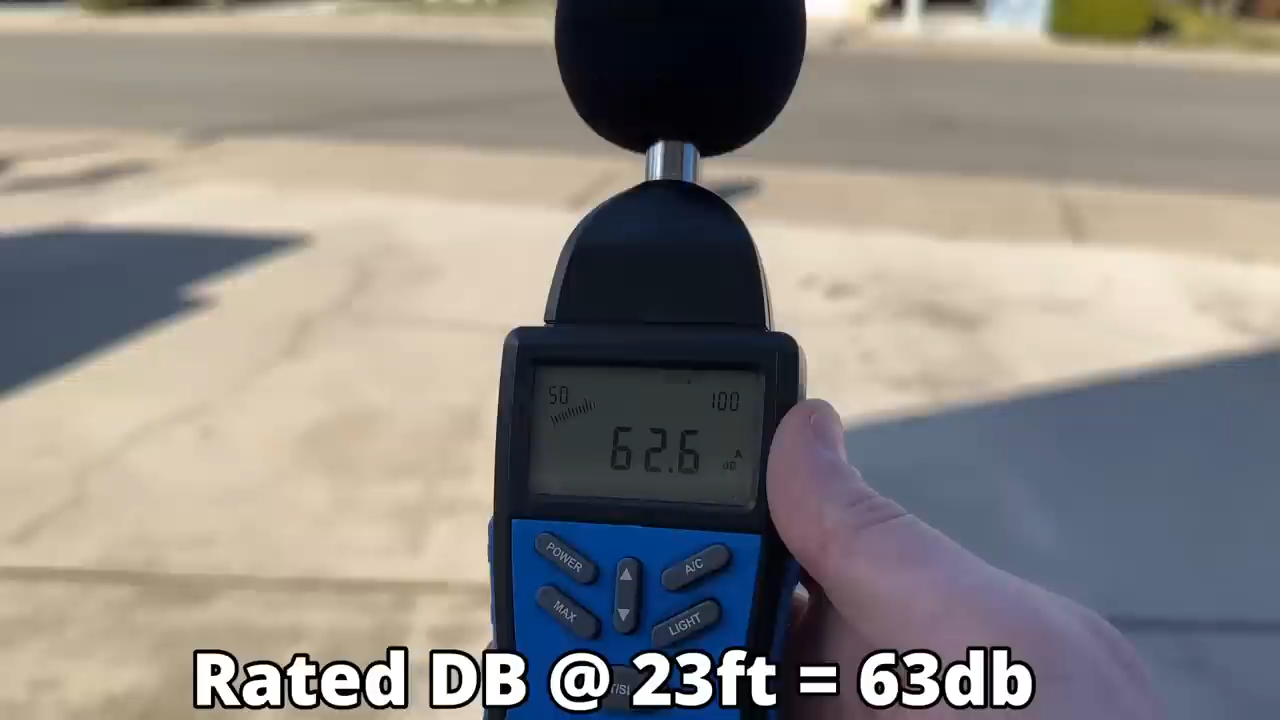 50
100
62.6
A
dB
POWER
A/C
MAX
LIGHT
Rated DB @ 23ft = 63db